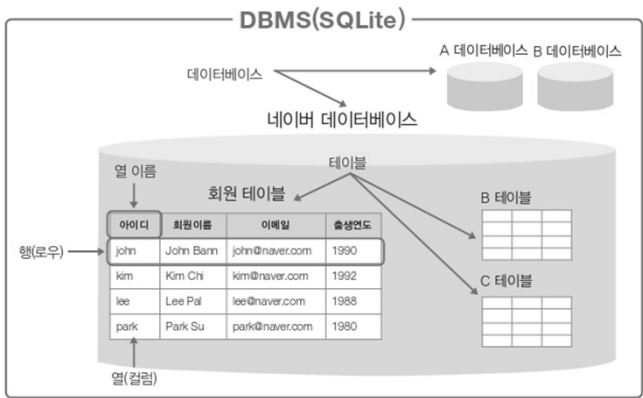 DBMS(SQLite)
A 데이터베이스 B 데이터베이스
데이터베이스
네이버 데이터베이스
테이블
열 이름
회원 테이블
B 테이블
아이디 회원이름 이메일 출생연도
행(로우)
john John Bann john@naver.com 1990
kim Kim Chi kim@naver.com 1992
C 테이블
lee Lee Pal lee@naver.com 1988
park Park Su park@naver.com 1980
열(컬럼)